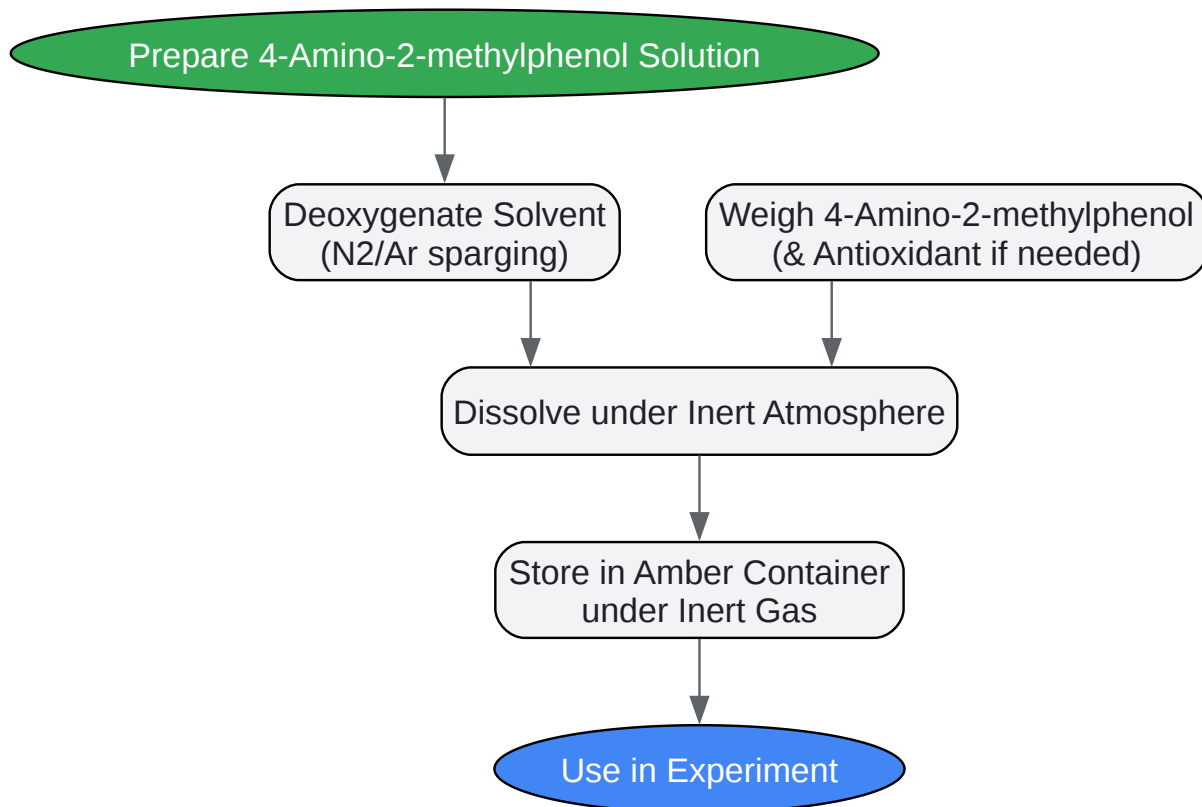 Prepare 4-Amino-2-methylphenol Solution
Deoxygenate Solvent
(N2/Ar sparging)
Weigh 4-Amino-2-methylphenol
(& Antioxidant if needed)
Dissolve under Inert Atmosphere
Store in Amber Container
under Inert Gas
Use in Experiment